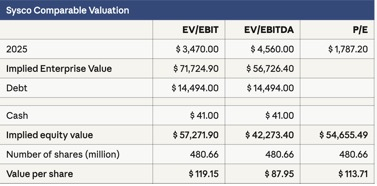 Sysco Comparable Valuation
EV/EBIT EV/EBITDA P/E
2025 $ 3,470.00 $ 4,560.00 $ 1,787.20
Implied Enterprise Value $ 71,724.90 $ 56,726.40
Debt $ 14,494.00 $ 14,494.00
Cash $ 41.00 $ 41.00
Implied equity value $ 57,271.90 $ 42,273.40 $ 54,655.49
Number of shares (million) 480.66 480.66 480.66
Value per share $ 119.15 $ 87.95 $ 113.71